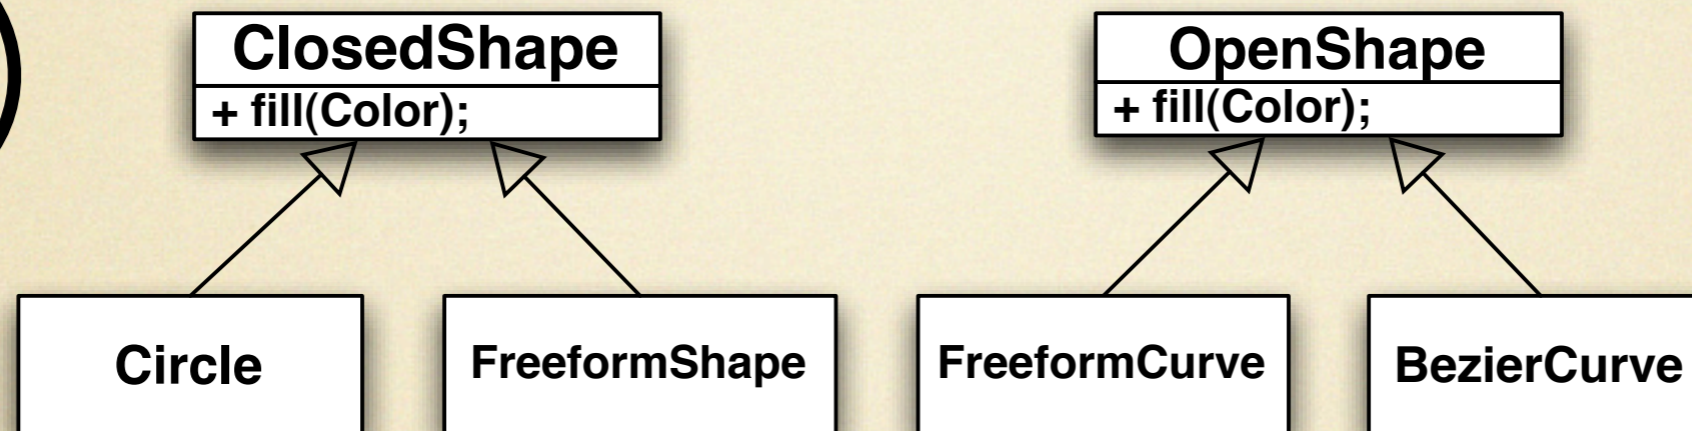 ClosedShape
+ fill(Color);
OpenShape
+ fill(Color);
Circle
FreeformShape
FreeformCurve
BezierCurve